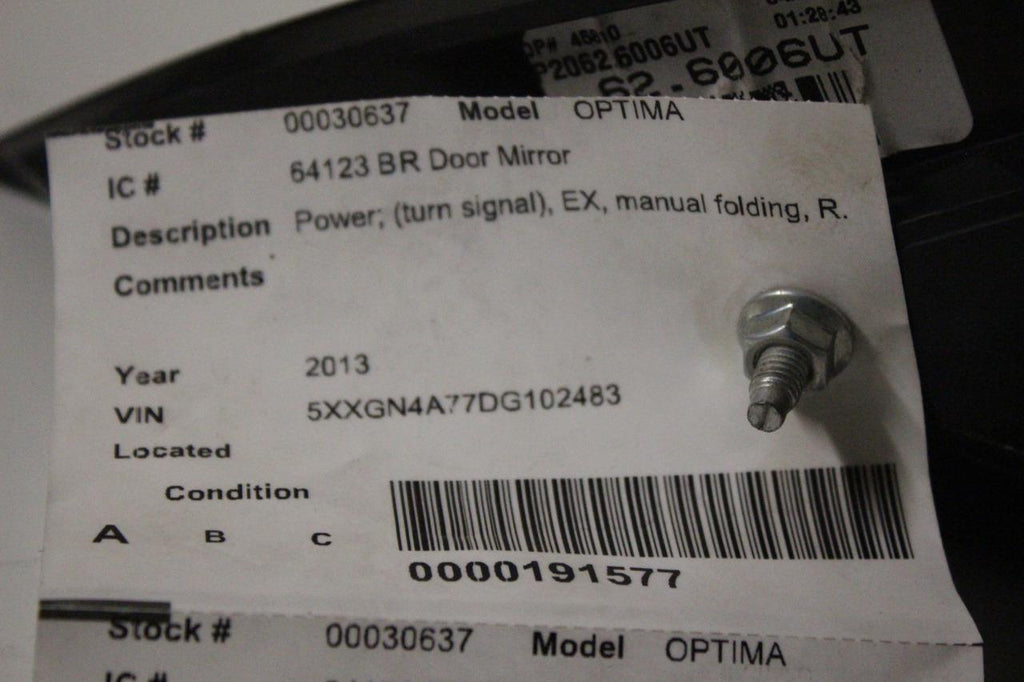 01:28:43
P2062 6006UT
62-6006UT
Stock # 00030637 Model OPTIMA
IC # 64123 BR Door Mirror
Description Power, (turn signal), EX, manual folding, R.
Comments
Year 2013
VIN 5XXGN4A77DG102483
Located
Condition
A B C
0000191577
Stock # 00030637 Model OPTIMA
IC #